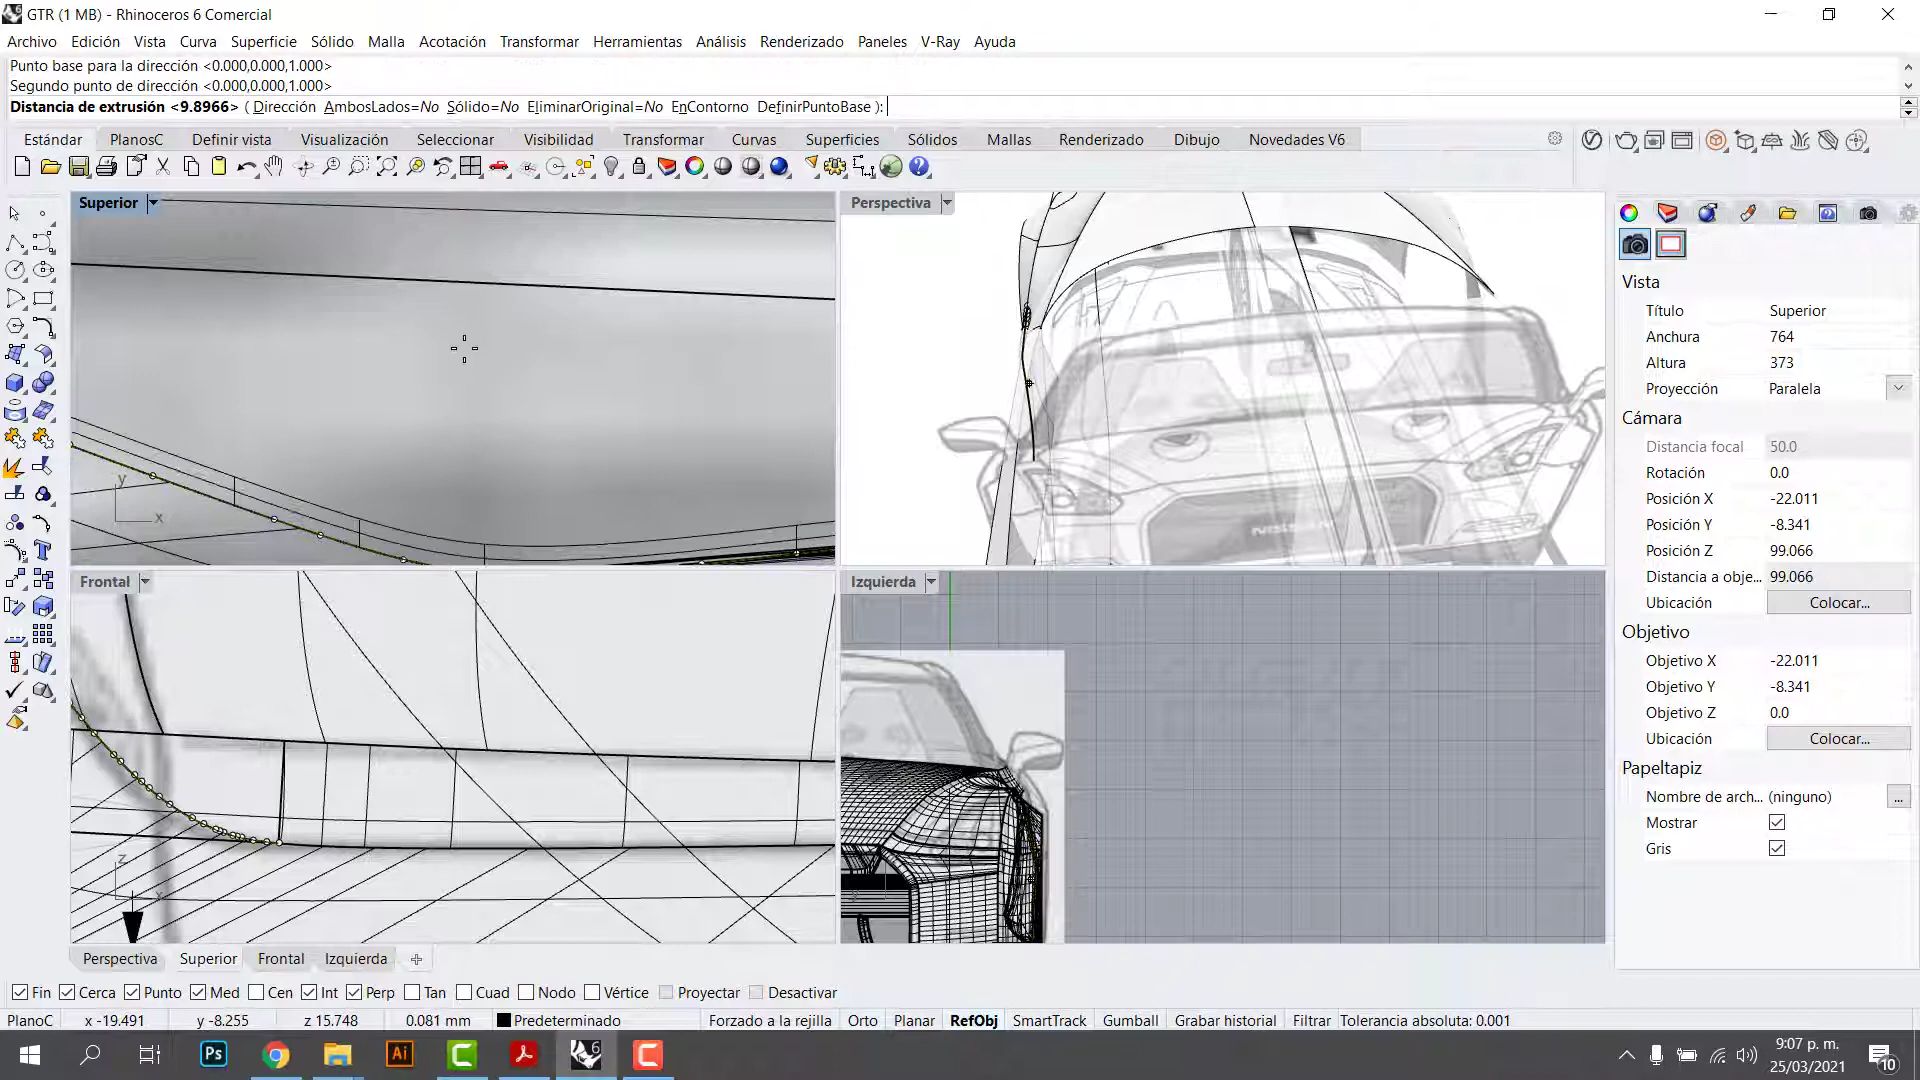 GTR (1 MB) - Rhinoceros 6 Comercial
Archivo Edición Vista Curva Superficie Sólido Malla Acotación Transformar Herramientas Análisis Renderizado Paneles V-Ray Ayuda
Punto base para la dirección <0.000,0.000,1.000>
Segundo punto de dirección <0.000,0.000,1.000>
Distancia de extrusión <9.8966> ( Dirección AmbosLados=No Sólido=No EliminarOriginal=No EnContorno DefinirPuntoBase ):
Estándar PlanosC Definir vista Visualización Seleccionar Visibilidad Transformar Curvas Superficies Sólidos Mallas Renderizado Dibujo Novedades V6
Superior
Perspectiva
NISSAN
y
x
Frontal
Izquierda
z
x
Vista
Título Superior
Anchura 764
Altura 373
Proyección Paralela
Cámara
Distancia focal 50.0
Rotación 0.0
Posición X -22.011
Posición Y -8.341
Posición Z 99.066
Distancia a obje... 99.066
Ubicación Colocar...
Objetivo
Objetivo X -22.011
Objetivo Y -8.341
Objetivo Z 0.0
Ubicación Colocar...
Papeltapiz
Nombre de arch... (ninguno) ...
Mostrar
Gris
Perspectiva Superior Frontal Izquierda
Fin Cerca Punto Med Cen Int Perp Tan Cuad Nodo Vértice Proyectar Desactivar
PlanoC x -19.491 y -8.255 z 15.748 0.081 mm Predeterminado Forzado a la rejilla Orto Planar RefObj SmartTrack Gumball Grabar historial Filtrar Tolerancia absoluta: 0.001
Ps Ai 6
9:07 p. m.
25/03/2021
10